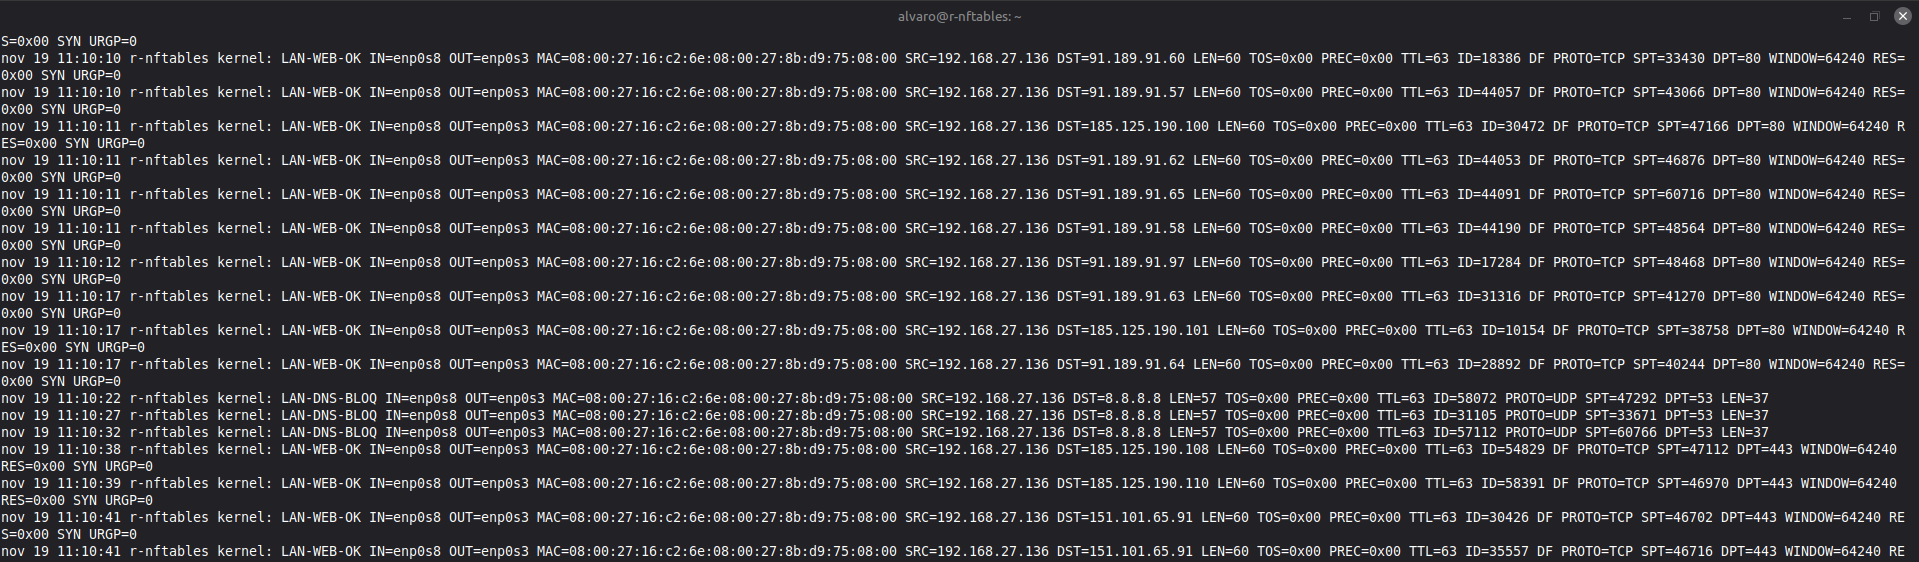 alvaro@r-nftables: ~
S=0x00 SYN URGP=0
nov 19 11:10:10 r-nftables kernel: LAN-WEB-OK IN=enp0s8 OUT=enp0s3 MAC=08:00:27:16:c2:6e:08:00:27:8b:d9:75:08:00 SRC=192.168.27.136 DST=91.189.91.60 LEN=60 TOS=0x00 PREC=0x00 TTL=63 ID=18386 DF PROTO=TCP SPT=33430 DPT=80 WINDOW=64240 RES=
0x00 SYN URGP=0
nov 19 11:10:10 r-nftables kernel: LAN-WEB-OK IN=enp0s8 OUT=enp0s3 MAC=08:00:27:16:c2:6e:08:00:27:8b:d9:75:08:00 SRC=192.168.27.136 DST=91.189.91.57 LEN=60 TOS=0x00 PREC=0x00 TTL=63 ID=44057 DF PROTO=TCP SPT=43066 DPT=80 WINDOW=64240 RES=
0x00 SYN URGP=0
nov 19 11:10:11 r-nftables kernel: LAN-WEB-OK IN=enp0s8 OUT=enp0s3 MAC=08:00:27:16:c2:6e:08:00:27:8b:d9:75:08:00 SRC=192.168.27.136 DST=185.125.190.100 LEN=60 TOS=0x00 PREC=0x00 TTL=63 ID=30472 DF PROTO=TCP SPT=47166 DPT=80 WINDOW=64240 R
ES=0x00 SYN URGP=0
nov 19 11:10:11 r-nftables kernel: LAN-WEB-OK IN=enp0s8 OUT=enp0s3 MAC=08:00:27:16:c2:6e:08:00:27:8b:d9:75:08:00 SRC=192.168.27.136 DST=91.189.91.62 LEN=60 TOS=0x00 PREC=0x00 TTL=63 ID=44053 DF PROTO=TCP SPT=46876 DPT=80 WINDOW=64240 RES=
0x00 SYN URGP=0
nov 19 11:10:11 r-nftables kernel: LAN-WEB-OK IN=enp0s8 OUT=enp0s3 MAC=08:00:27:16:c2:6e:08:00:27:8b:d9:75:08:00 SRC=192.168.27.136 DST=91.189.91.65 LEN=60 TOS=0x00 PREC=0x00 TTL=63 ID=44091 DF PROTO=TCP SPT=60716 DPT=80 WINDOW=64240 RES=
0x00 SYN URGP=0
nov 19 11:10:11 r-nftables kernel: LAN-WEB-OK IN=enp0s8 OUT=enp0s3 MAC=08:00:27:16:c2:6e:08:00:27:8b:d9:75:08:00 SRC=192.168.27.136 DST=91.189.91.58 LEN=60 TOS=0x00 PREC=0x00 TTL=63 ID=44190 DF PROTO=TCP SPT=48564 DPT=80 WINDOW=64240 RES=
0x00 SYN URGP=0
nov 19 11:10:12 r-nftables kernel: LAN-WEB-OK IN=enp0s8 OUT=enp0s3 MAC=08:00:27:16:c2:6e:08:00:27:8b:d9:75:08:00 SRC=192.168.27.136 DST=91.189.91.97 LEN=60 TOS=0x00 PREC=0x00 TTL=63 ID=17284 DF PROTO=TCP SPT=48468 DPT=80 WINDOW=64240 RES=
0x00 SYN URGP=0
nov 19 11:10:17 r-nftables kernel: LAN-WEB-OK IN=enp0s8 OUT=enp0s3 MAC=08:00:27:16:c2:6e:08:00:27:8b:d9:75:08:00 SRC=192.168.27.136 DST=91.189.91.63 LEN=60 TOS=0x00 PREC=0x00 TTL=63 ID=31316 DF PROTO=TCP SPT=41270 DPT=80 WINDOW=64240 RES=
0x00 SYN URGP=0
nov 19 11:10:17 r-nftables kernel: LAN-WEB-OK IN=enp0s8 OUT=enp0s3 MAC=08:00:27:16:c2:6e:08:00:27:8b:d9:75:08:00 SRC=192.168.27.136 DST=185.125.190.101 LEN=60 TOS=0x00 PREC=0x00 TTL=63 ID=10154 DF PROTO=TCP SPT=38758 DPT=80 WINDOW=64240 R
ES=0x00 SYN URGP=0
nov 19 11:10:17 r-nftables kernel: LAN-WEB-OK IN=enp0s8 OUT=enp0s3 MAC=08:00:27:16:c2:6e:08:00:27:8b:d9:75:08:00 SRC=192.168.27.136 DST=91.189.91.64 LEN=60 TOS=0x00 PREC=0x00 TTL=63 ID=28892 DF PROTO=TCP SPT=40244 DPT=80 WINDOW=64240 RES=
0x00 SYN URGP=0
nov 19 11:10:22 r-nftables kernel: LAN-DNS-BLOQ IN=enp0s8 OUT=enp0s3 MAC=08:00:27:16:c2:6e:08:00:27:8b:d9:75:08:00 SRC=192.168.27.136 DST=8.8.8.8 LEN=57 TOS=0x00 PREC=0x00 TTL=63 ID=58072 PROTO=UDP SPT=47292 DPT=53 LEN=37
nov 19 11:10:27 r-nftables kernel: LAN-DNS-BLOQ IN=enp0s8 OUT=enp0s3 MAC=08:00:27:16:c2:6e:08:00:27:8b:d9:75:08:00 SRC=192.168.27.136 DST=8.8.8.8 LEN=57 TOS=0x00 PREC=0x00 TTL=63 ID=31105 PROTO=UDP SPT=33671 DPT=53 LEN=37
nov 19 11:10:32 r-nftables kernel: LAN-DNS-BLOQ IN=enp0s8 OUT=enp0s3 MAC=08:00:27:16:c2:6e:08:00:27:8b:d9:75:08:00 SRC=192.168.27.136 DST=8.8.8.8 LEN=57 TOS=0x00 PREC=0x00 TTL=63 ID=57112 PROTO=UDP SPT=60766 DPT=53 LEN=37
nov 19 11:10:38 r-nftables kernel: LAN-WEB-OK IN=enp0s8 OUT=enp0s3 MAC=08:00:27:16:c2:6e:08:00:27:8b:d9:75:08:00 SRC=192.168.27.136 DST=185.125.190.108 LEN=60 TOS=0x00 PREC=0x00 TTL=63 ID=54829 DF PROTO=TCP SPT=47112 DPT=443 WINDOW=64240
RES=0x00 SYN URGP=0
nov 19 11:10:39 r-nftables kernel: LAN-WEB-OK IN=enp0s8 OUT=enp0s3 MAC=08:00:27:16:c2:6e:08:00:27:8b:d9:75:08:00 SRC=192.168.27.136 DST=185.125.190.110 LEN=60 TOS=0x00 PREC=0x00 TTL=63 ID=58391 DF PROTO=TCP SPT=46970 DPT=443 WINDOW=64240
RES=0x00 SYN URGP=0
nov 19 11:10:41 r-nftables kernel: LAN-WEB-OK IN=enp0s8 OUT=enp0s3 MAC=08:00:27:16:c2:6e:08:00:27:8b:d9:75:08:00 SRC=192.168.27.136 DST=151.101.65.91 LEN=60 TOS=0x00 PREC=0x00 TTL=63 ID=30426 DF PROTO=TCP SPT=46702 DPT=443 WINDOW=64240 RE
S=0x00 SYN URGP=0
nov 19 11:10:41 r-nftables kernel: LAN-WEB-OK IN=enp0s8 OUT=enp0s3 MAC=08:00:27:16:c2:6e:08:00:27:8b:d9:75:08:00 SRC=192.168.27.136 DST=151.101.65.91 LEN=60 TOS=0x00 PREC=0x00 TTL=63 ID=35557 DF PROTO=TCP SPT=46716 DPT=443 WINDOW=64240 RE